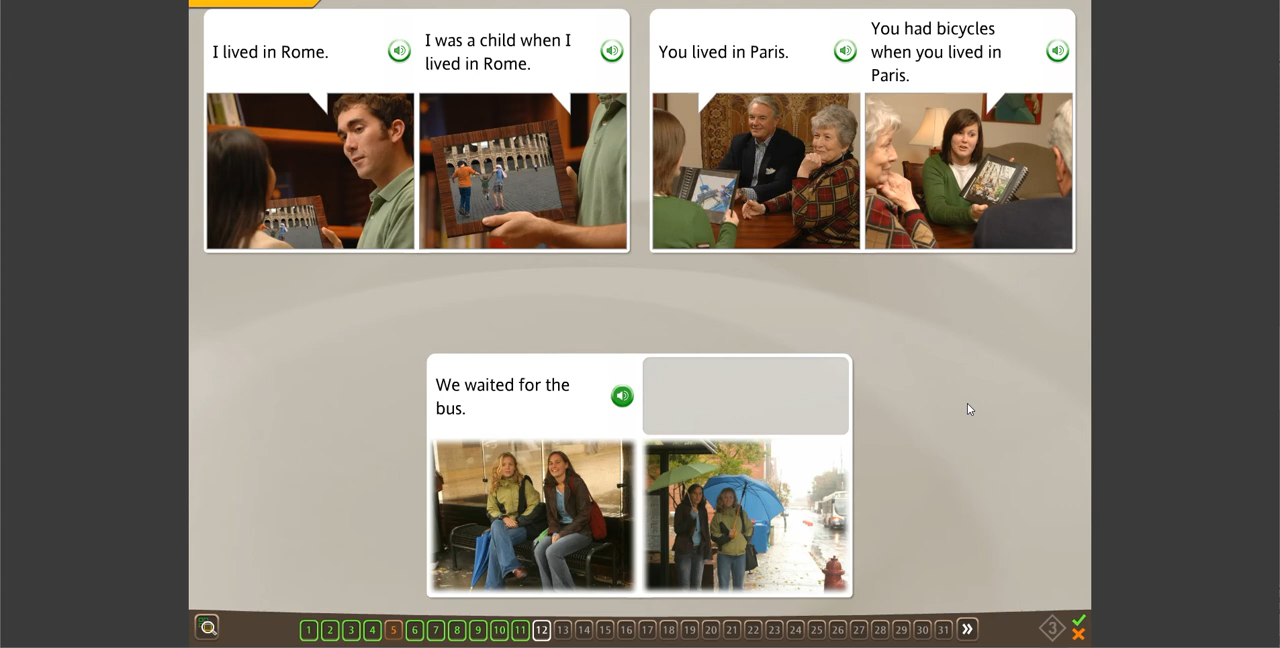 I lived in Rome.
I was a child when I
lived in Rome.
You lived in Paris.
You had bicycles
when you lived in
Paris.
We waited for the
bus.
1 2 3 4 5 6 7 8 9 10 11 12 13 14 15 16 17 18 19 20 21 22 23 24 25 26 27 28 29 30 31
3